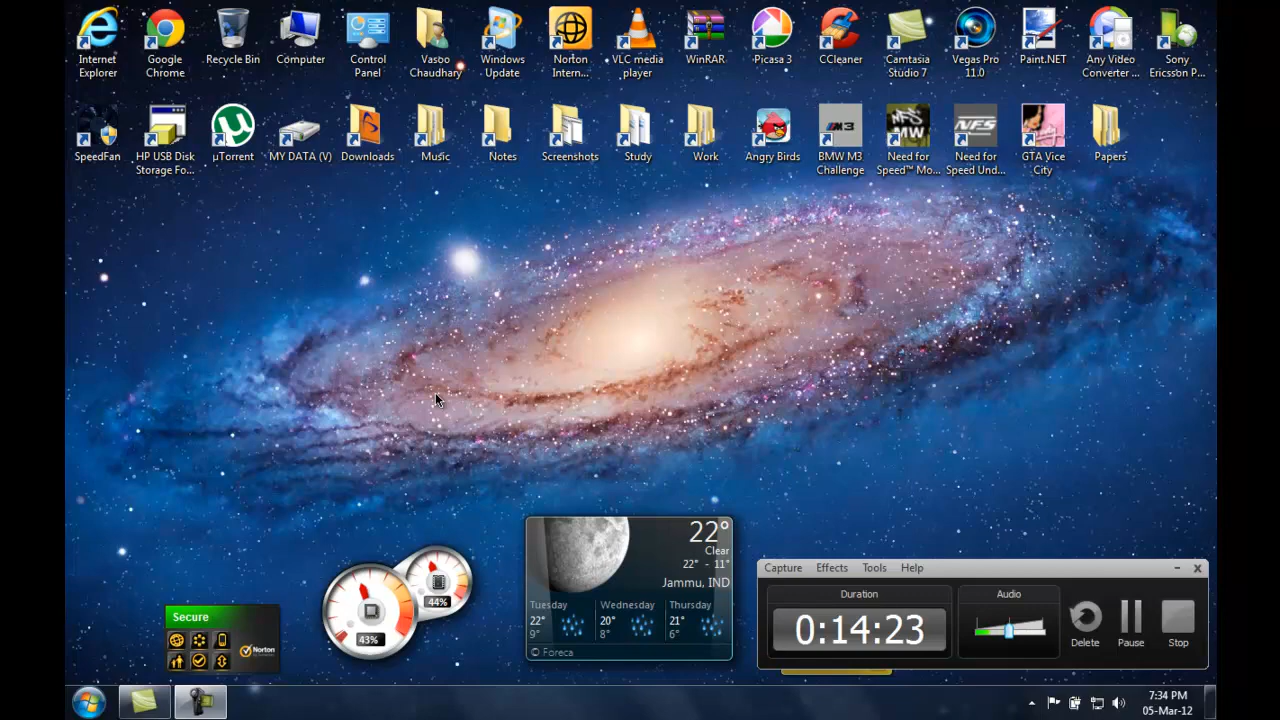 Internet Explorer
Google Chrome
Recycle Bin
Computer
Control Panel
Vasoo Chaudhary
Windows Update
Norton Intern...
VLC media player
WinRAR
Picasa 3
CCleaner
Camtasia Studio 7
Vegas Pro 11.0
Paint.NET
Any Video Converter ...
Sony Ericsson P...
SpeedFan
HP USB Disk Storage Fo...
µTorrent
MY DATA (V)
Downloads
Music
Notes
Screenshots
Study
Work
Angry Birds
M3
BMW M3 Challenge
NFS MW
Need for Speed™ Mo...
NFS
Need for Speed Und...
GTA Vice City
Papers
Secure
Norton
43%
44%
22°
Clear
22° - 11°
Jammu, IND
Tuesday Wednesday Thursday
22° 20° 21°
9° 8° 6°
© Foreca
Capture Effects Tools Help
Duration Audio
0:14:23
Delete Pause Stop
7:34 PM
05-Mar-12